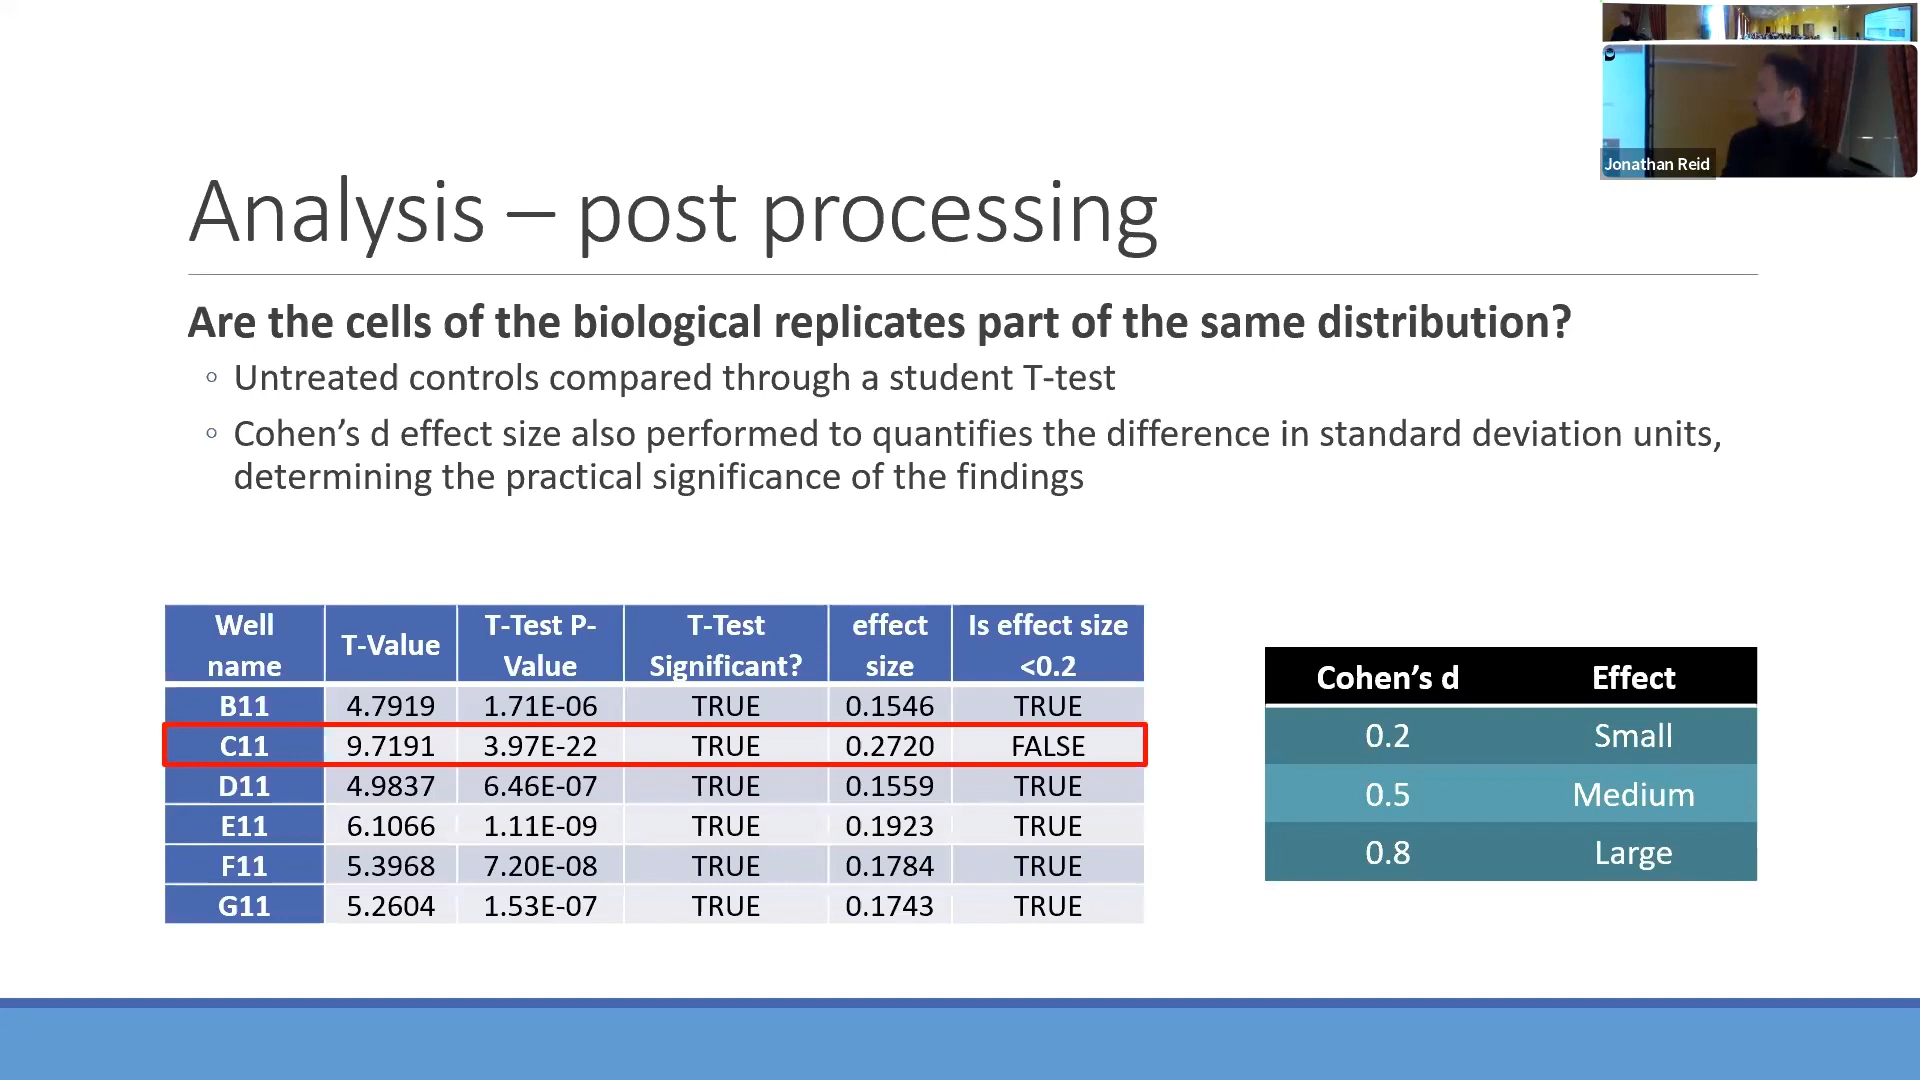 Jonathan Reid
Analysis – post processing
Are the cells of the biological replicates part of the same distribution?
◦ Untreated controls compared through a student T-test
◦ Cohen’s d effect size also performed to quantifies the difference in standard deviation units,
determining the practical significance of the findings
Well name T-Value T-Test P-Value T-Test Significant? effect size Is effect size <0.2
B11 4.7919 1.71E-06 TRUE 0.1546 TRUE
C11 9.7191 3.97E-22 TRUE 0.2720 FALSE
D11 4.9837 6.46E-07 TRUE 0.1559 TRUE
E11 6.1066 1.11E-09 TRUE 0.1923 TRUE
F11 5.3968 7.20E-08 TRUE 0.1784 TRUE
G11 5.2604 1.53E-07 TRUE 0.1743 TRUE
Cohen’s d Effect
0.2 Small
0.5 Medium
0.8 Large